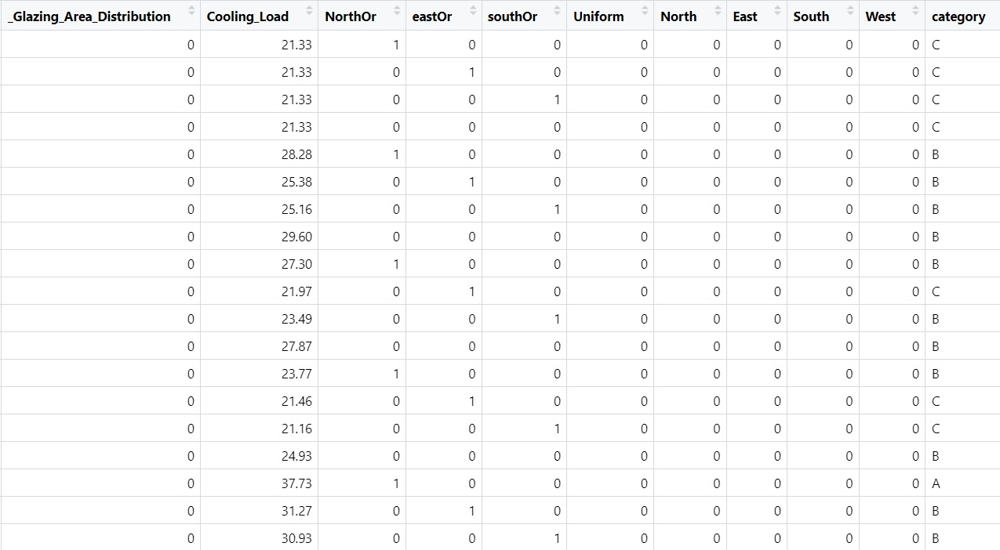 _Glazing_Area_Distribution Cooling_Load NorthOr eastOr southOr Uniform North East South West category
0 21.33 1 0 0 0 0 0 0 0 C
0 21.33 0 1 0 0 0 0 0 0 C
0 21.33 0 0 1 0 0 0 0 0 C
0 21.33 0 0 0 0 0 0 0 0 C
0 28.28 1 0 0 0 0 0 0 0 B
0 25.38 0 1 0 0 0 0 0 0 B
0 25.16 0 0 1 0 0 0 0 0 B
0 29.60 0 0 0 0 0 0 0 0 B
0 27.30 1 0 0 0 0 0 0 0 B
0 21.97 0 1 0 0 0 0 0 0 C
0 23.49 0 0 1 0 0 0 0 0 B
0 27.87 0 0 0 0 0 0 0 0 B
0 23.77 1 0 0 0 0 0 0 0 B
0 21.46 0 1 0 0 0 0 0 0 C
0 21.16 0 0 1 0 0 0 0 0 C
0 24.93 0 0 0 0 0 0 0 0 B
0 37.73 1 0 0 0 0 0 0 0 A
0 31.27 0 1 0 0 0 0 0 0 B
0 30.93 0 0 1 0 0 0 0 0 B